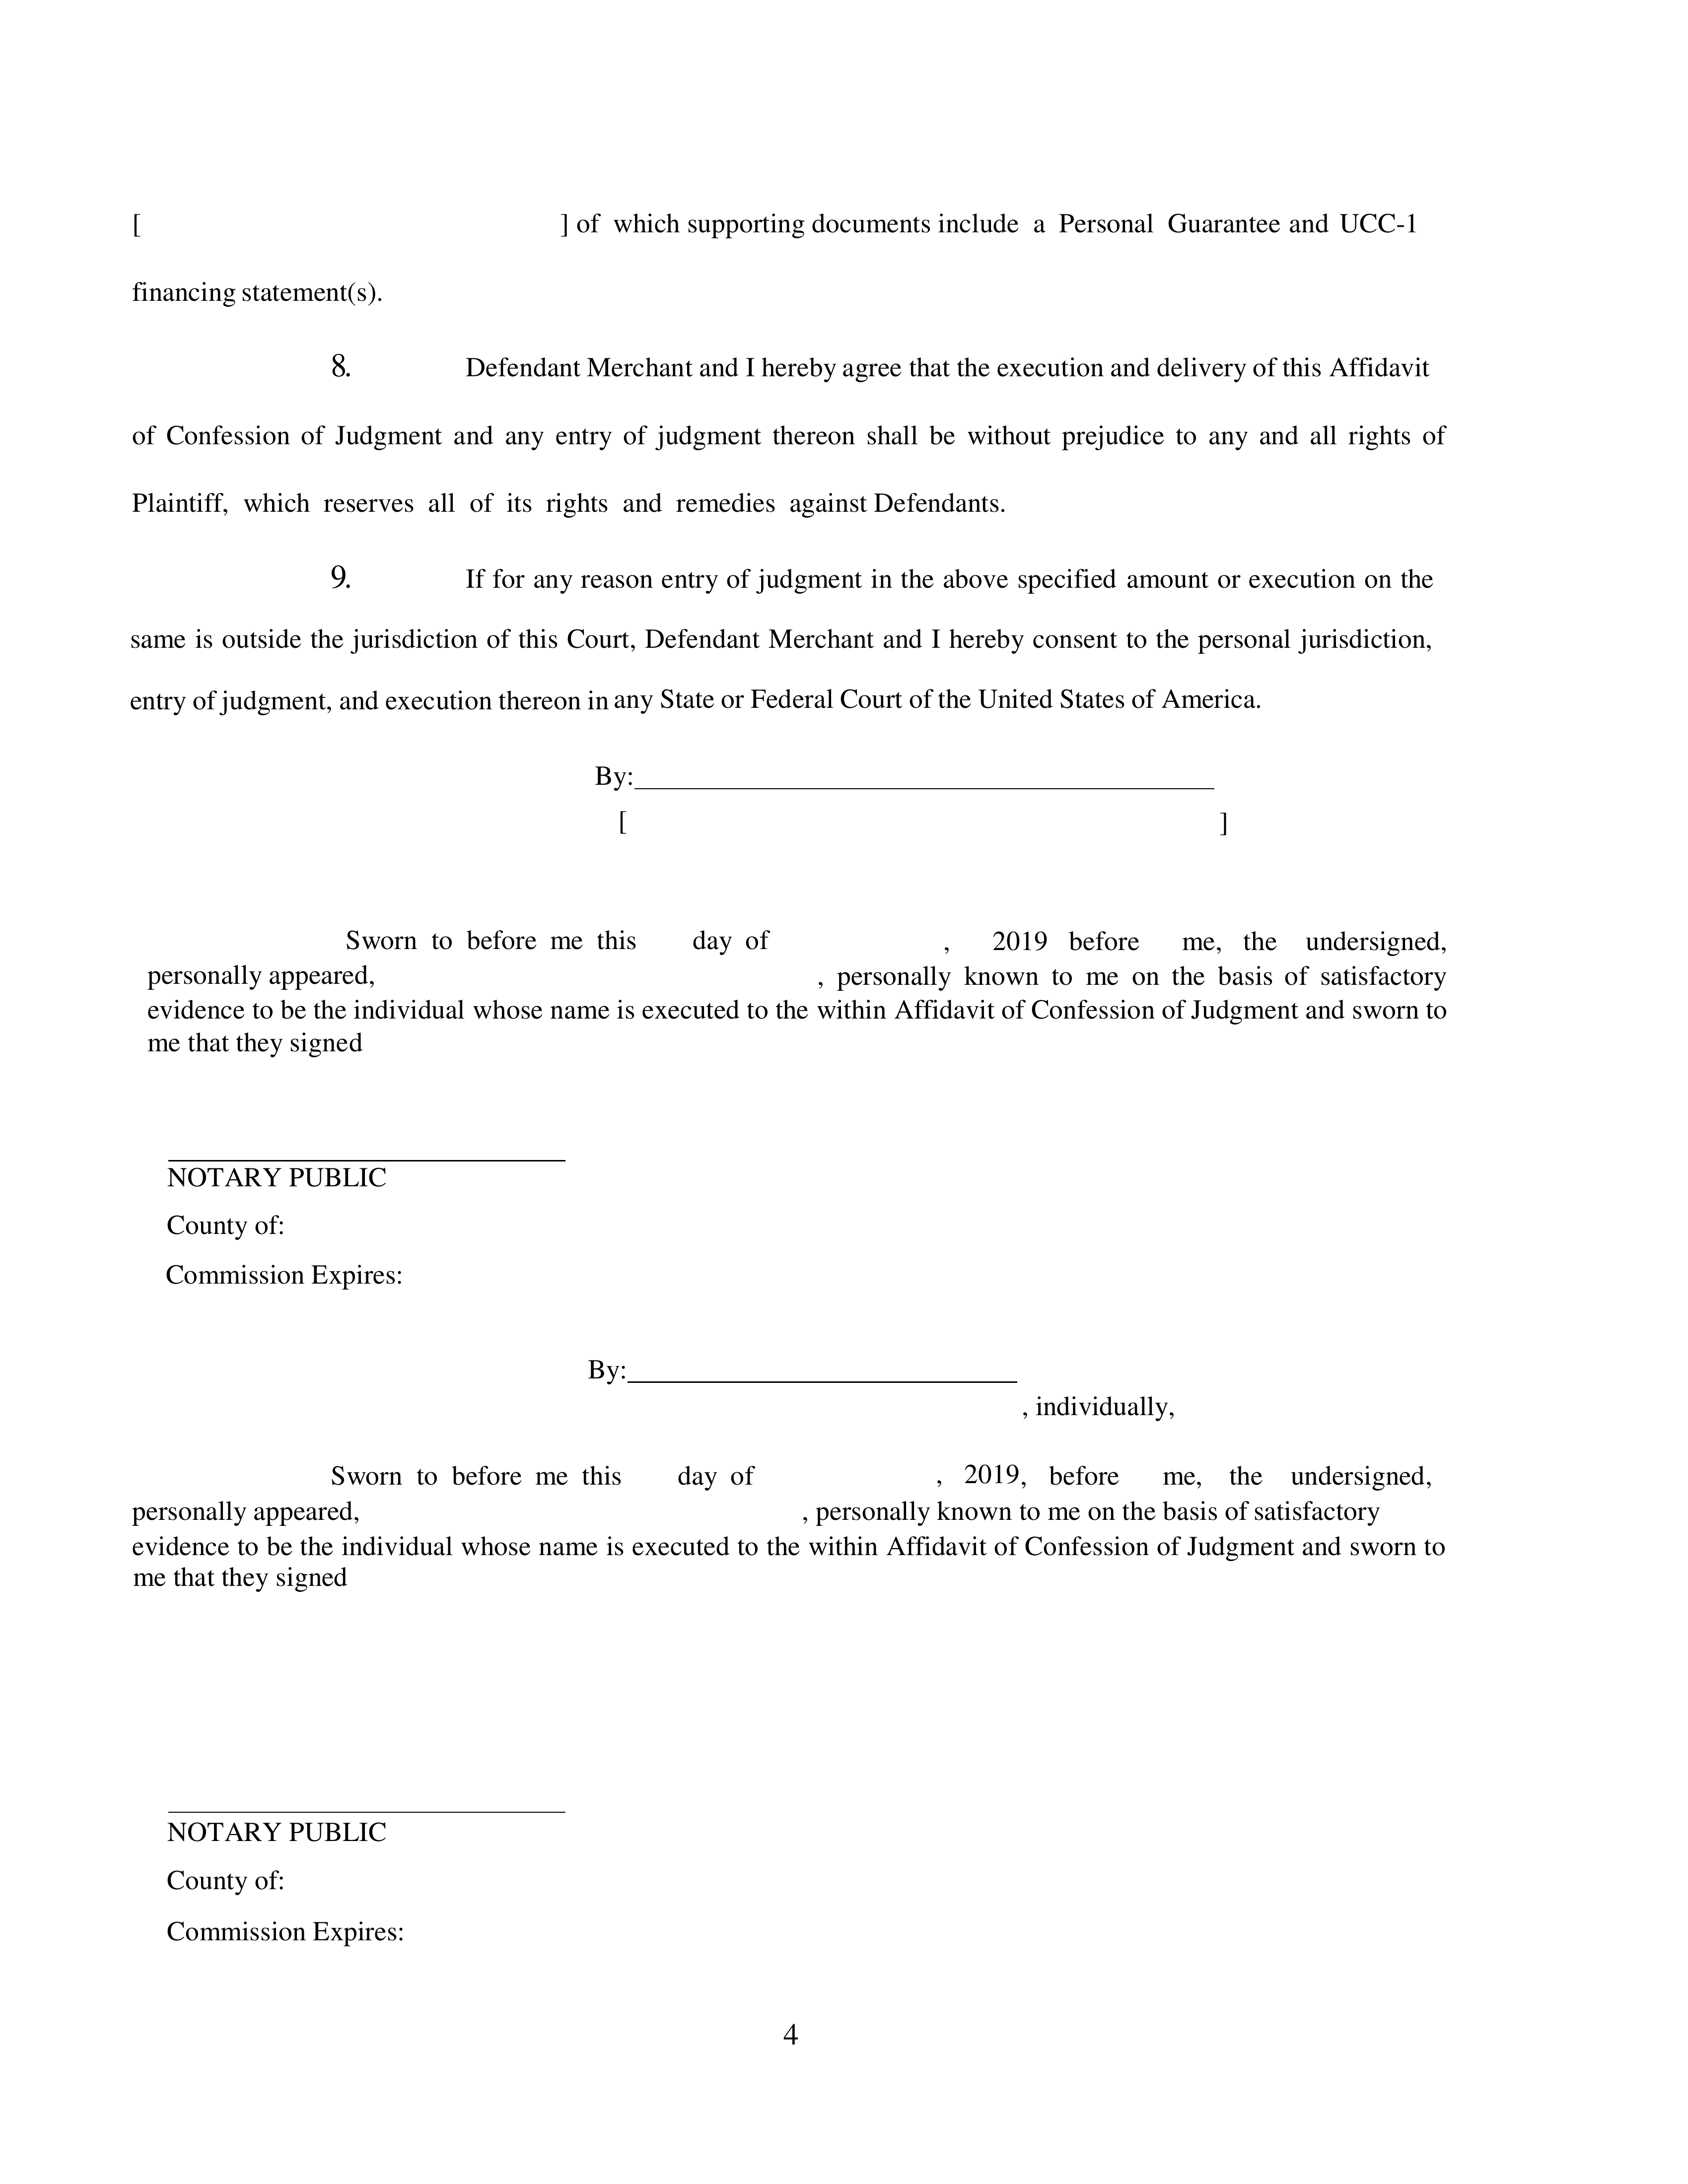 [ ] of which supporting documents include a Personal Guarantee and UCC-1
financing statement(s).
8. Defendant Merchant and I hereby agree that the execution and delivery of this Affidavit
of Confession of Judgment and any entry of judgment thereon shall be without prejudice to any and all rights of
Plaintiff, which reserves all of its rights and remedies against Defendants.
9. If for any reason entry of judgment in the above specified amount or execution on the
same is outside the jurisdiction of this Court, Defendant Merchant and I hereby consent to the personal jurisdiction,
entry of judgment, and execution thereon in any State or Federal Court of the United States of America.
By:
[ ]
Sworn to before me this day of , 2019 before me, the undersigned,
personally appeared, , personally known to me on the basis of satisfactory
evidence to be the individual whose name is executed to the within Affidavit of Confession of Judgment and sworn to
me that they signed
NOTARY PUBLIC
County of:
Commission Expires:
By:
, individually,
Sworn to before me this day of , 2019, before me, the undersigned,
personally appeared, , personally known to me on the basis of satisfactory
evidence to be the individual whose name is executed to the within Affidavit of Confession of Judgment and sworn to
me that they signed
NOTARY PUBLIC
County of:
Commission Expires:
4